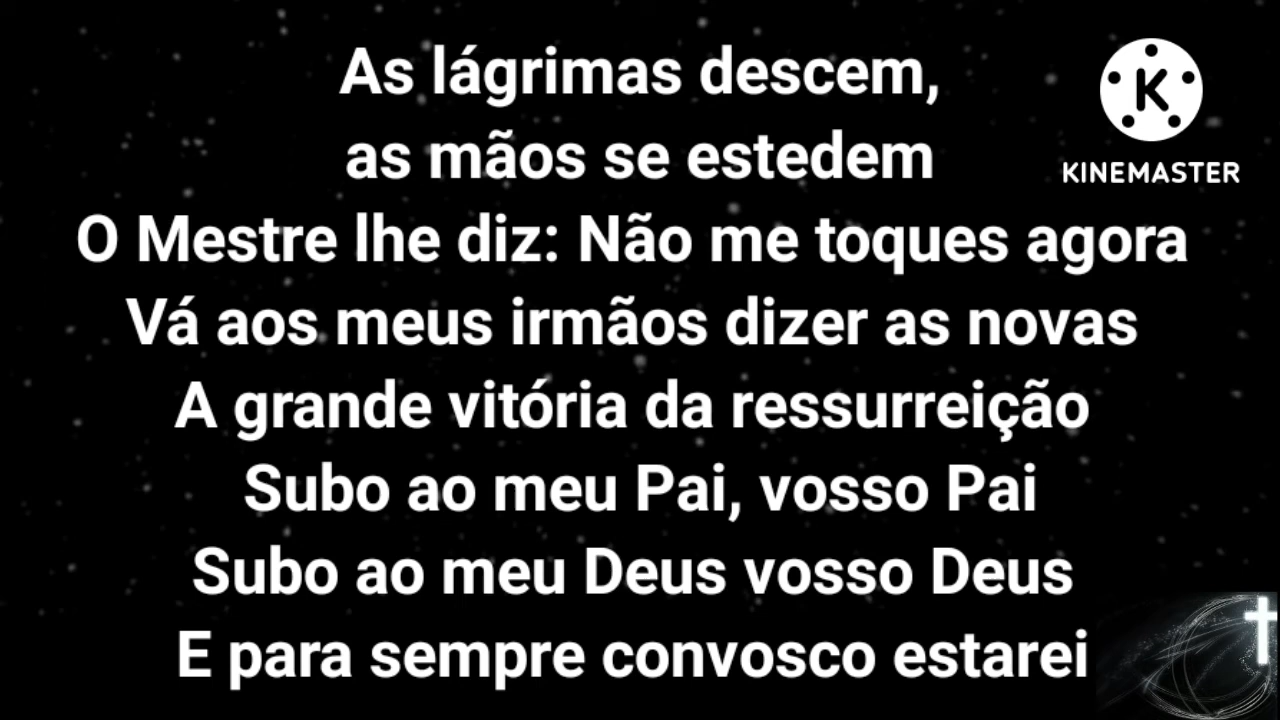 As lágrimas descem,
as mãos se estedem
O Mestre lhe diz: Não me toques agora
Vá aos meus irmãos dizer as novas
A grande vitória da ressurreição
Subo ao meu Pai, vosso Pai
Subo ao meu Deus vosso Deus
E para sempre convosco estarei
K
KINEMASTER